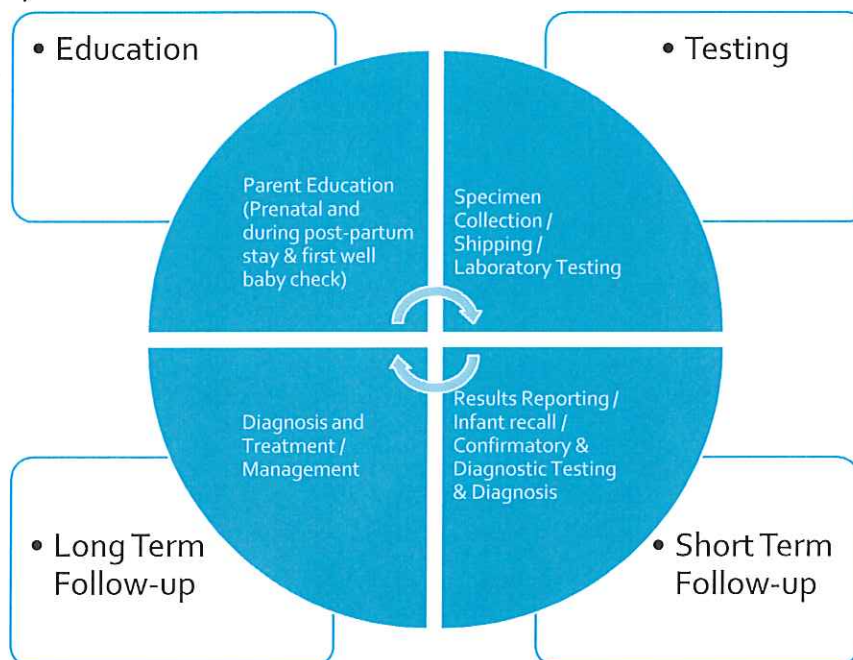 • Education
• Testing
Parent Education
(Prenatal and
during post-partum
stay & first well
baby check)
Specimen
Collection /
Shipping /
Laboratory Testing
Diagnosis and
Treatment /
Management
Results Reporting /
Infant recall /
Confirmatory &
Diagnostic Testing
& Diagnosis
• Long Term
Follow-up
• Short Term
Follow-up